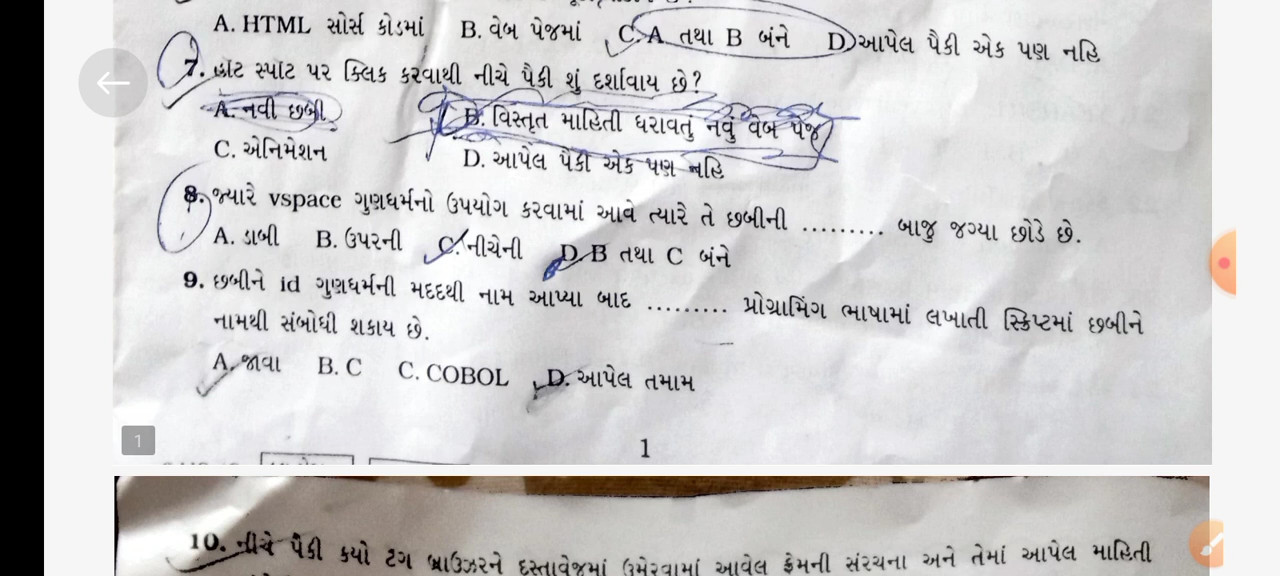 A. HTML સોર્સ કોડમાં B. વેબ પેજમાં C. A તથા B બંને D. આપેલ પૈકી એક પણ નહિ
7. હોટ સ્પૉટ પર ક્લિક કરવાથી નીચે પૈકી શું દર્શાવાય છે?
A. નવી છબી B. વિસ્તૃત માહિતી ધરાવતું નવું વેબ પેજ
C. એનિમેશન D. આપેલ પૈકી એક પણ નહિ
8. જ્યારે vspace ગુણધર્મનો ઉપયોગ કરવામાં આવે ત્યારે તે છબીની ......... બાજુ જગ્યા છોડે છે.
A. ડાબી B. ઉપરની C. નીચેની D. B તથા C બંને
9. છબીને id ગુણધર્મની મદદથી નામ આપ્યા બાદ ......... પ્રોગ્રામિંગ ભાષામાં લખાતી સ્ક્રિપ્ટમાં છબીને
નામથી સંબોધી શકાય છે.
A. જાવા B. C C. COBOL D. આપેલ તમામ
1
1
10. નીચે પૈકી કયો ટગ બ્રાઉઝરને દસ્તાવેજમાં ઉમેરવામાં આવેલ ફ્રેમની સંરચના અને તેમાં આપેલ માહિતી